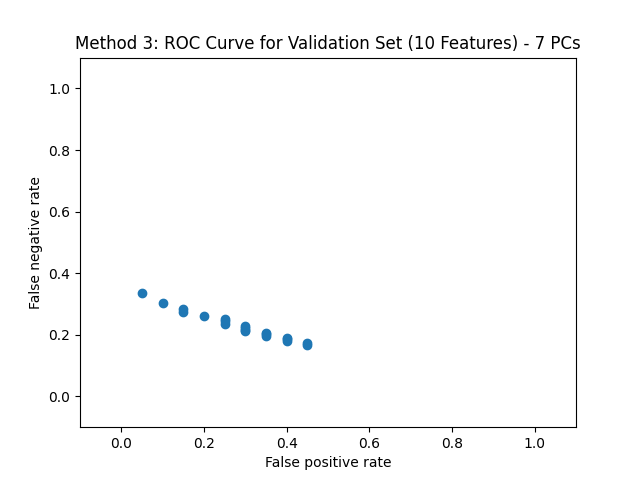 Method 3: ROC Curve for Validation Set (10 Features) - 7 PCs
1.0
0.8
0.6
0.4
0.2
0.0
False negative rate
0.0 0.2 0.4 0.6 0.8 1.0
False positive rate